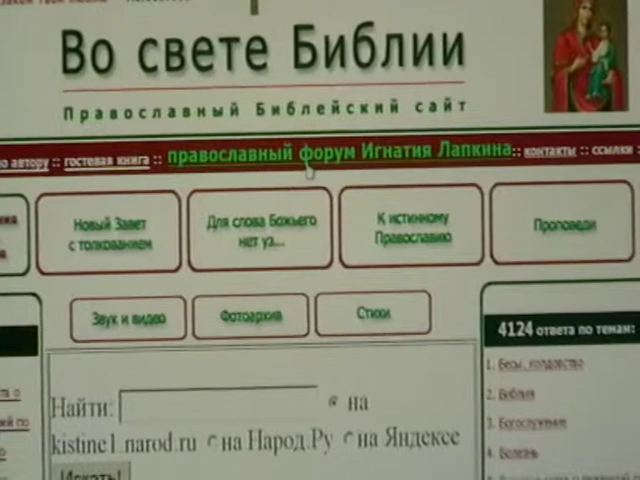 Во свете Библии
Православный Библейский сайт
по автору :: гостевая книга :: православный форум Игнатия Лапкина:: контакты :: ссылки :
Новый Завет
с толкованием
Для слова Божьего
нет уз...
К истинному
Православию
Проповеди
Звук и видео
Фотоархив
Стихи
4124 ответа по темам:
1. Бесы, колдовство
2. Библия
3. Богослужение
4. Болезнь
Найти: на
kistine1.narod.ru на Народ.Ру на Яндексе
Искать!